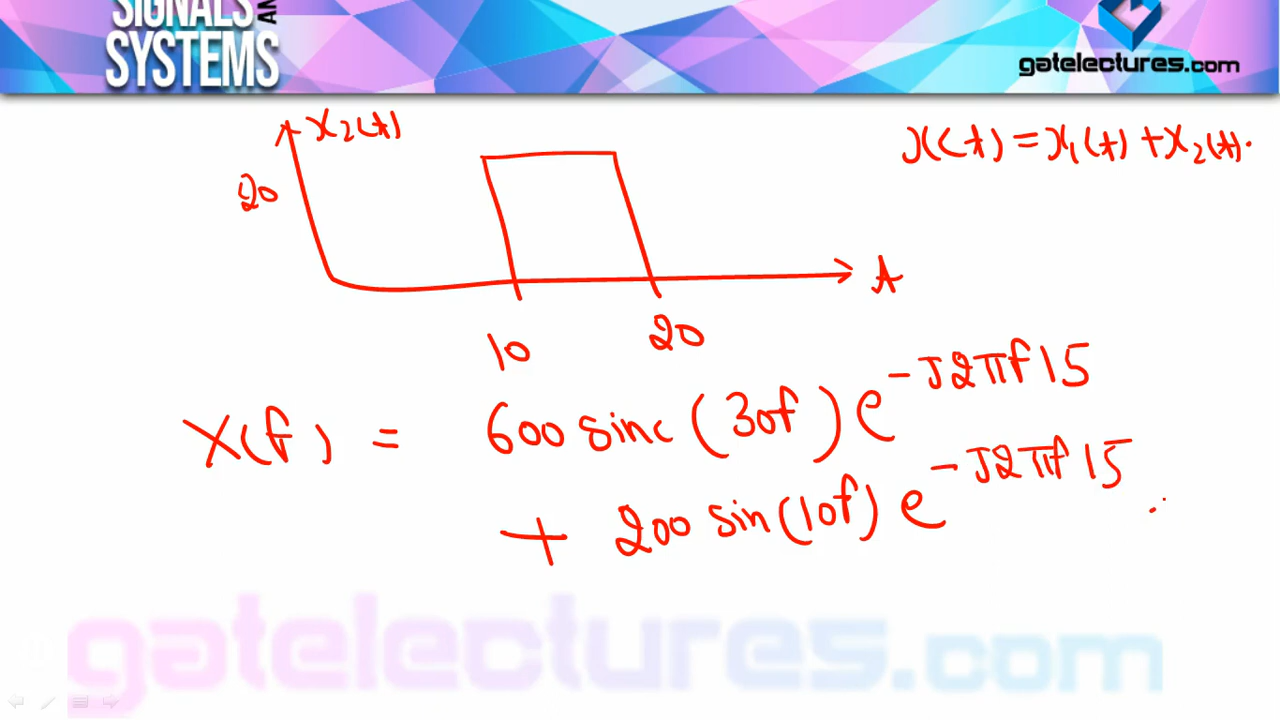 SIGNALS AN
SYSTEMS
gatelectures.com
x₂(t)
x(t) = x₁(t) + x₂(t).
20
t
10
20
X(f) = 600 sinc (30f) e^{-J2πf15}
+ 200 sin(10f) e^{-J2πf15}
gatelectures.com